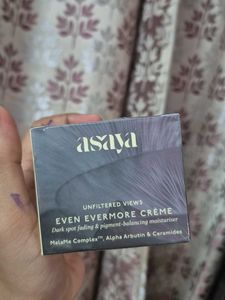 asaya
UNFILTERED VIEWS
EVEN EVERMORE CRÈME
Dark spot fading & pigment-balancing moisturiser
MelaMe Complex™, Alpha Arbutin & Ceramides